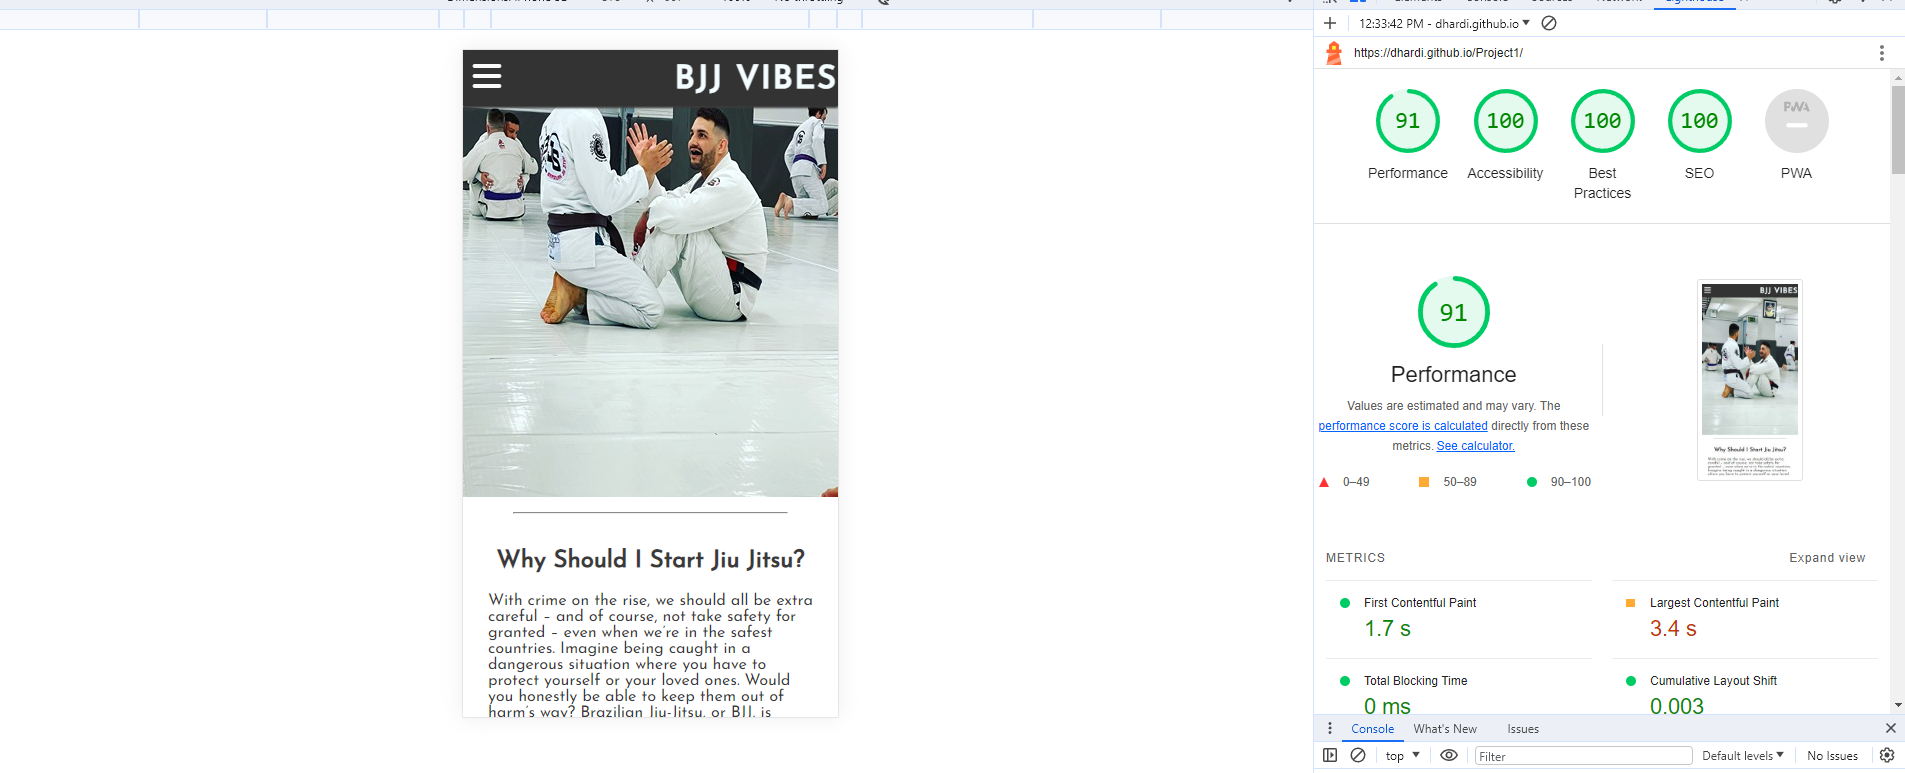 12:33:42 PM - dhardi.github.io
https://dhardi.github.io/Project1/
BJJ VIBES
91
100
100
100
PWA
Performance
Accessibility
Best
Practices
SEO
PWA
91
Performance
Values are estimated and may vary. The
performance score is calculated directly from these
metrics. See calculator.
0–49
50–89
90–100
BJJ VIBES
Why Should I Start Jiu Jitsu?
METRICS
Expand view
First Contentful Paint
1.7 s
Largest Contentful Paint
3.4 s
Total Blocking Time
0 ms
Cumulative Layout Shift
0.003
Why Should I Start Jiu Jitsu?
With crime on the rise, we should all be extra
careful – and of course, not take safety for
granted – even when we're in the safest
countries. Imagine being caught in a
dangerous situation where you have to
protect yourself or your loved ones. Would
you honestly be able to keep them out of
harm's way? Brazilian Jiu-Jitsu, or BJJ, is
Console
What's New
Issues
top
Filter
Default levels
No Issues